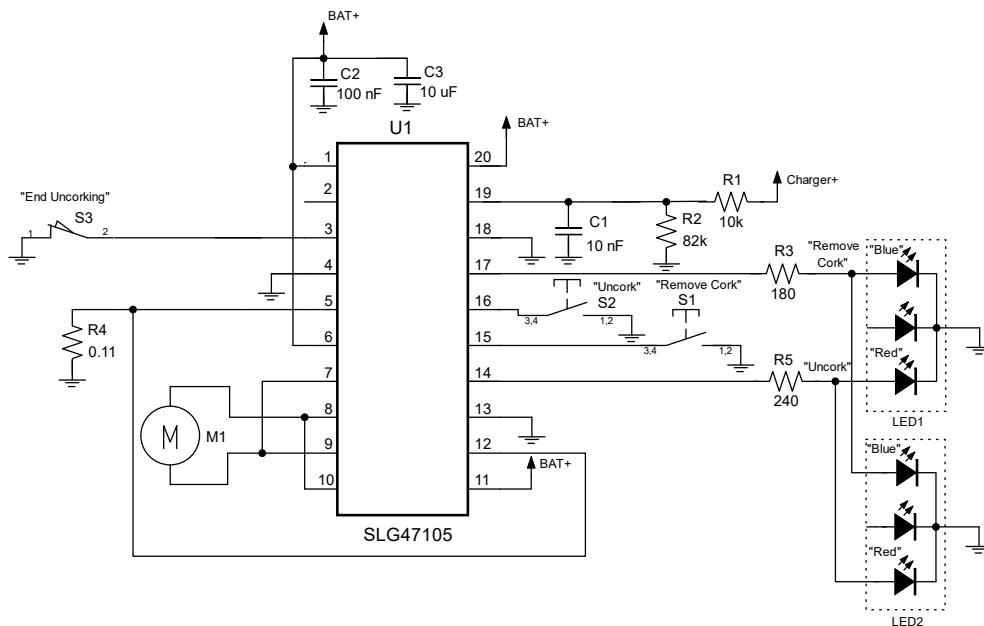 BAT+
C2
100 nF
C3
10 uF
U1
BAT+
1
2
3
4
5
6
7
8
9
10
20
19
18
17
16
15
14
13
12
11
SLG47105
"End Uncorking"
S3
1
2
R4
0.11
M
M1
R1
10k
Charger+
C1
10 nF
R2
82k
R3
180
"Remove
Cork"
"Uncork"
S2
3,4
1,2
"Remove Cork"
S1
3,4
1,2
R5
240
"Uncork"
BAT+
"Blue"
"Red"
LED1
"Blue"
"Red"
LED2